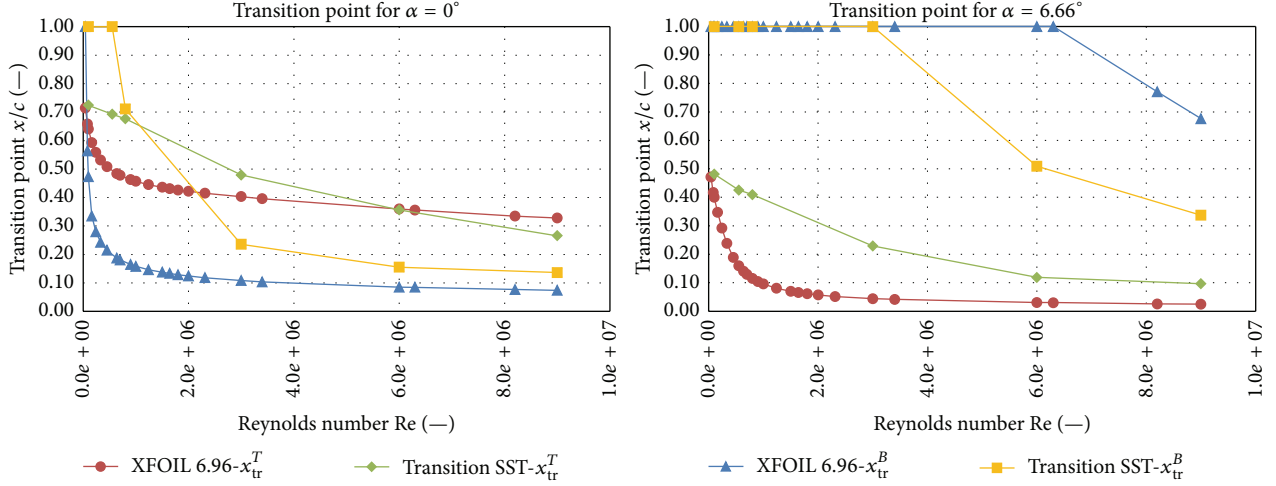 Transition point for α = 0°
Transition point x/c (—)
1.00
0.90
0.80
0.70
0.60
0.50
0.40
0.30
0.20
0.10
0.00
0.0e + 00
2.0e + 06
4.0e + 06
6.0e + 06
8.0e + 06
1.0e + 07
Reynolds number Re (—)
Transition point for α = 6.66°
Transition point x/c (—)
1.00
0.90
0.80
0.70
0.60
0.50
0.40
0.30
0.20
0.10
0.00
0.0e + 00
2.0e + 06
4.0e + 06
6.0e + 06
8.0e + 06
1.0e + 07
Reynolds number Re (—)
XFOIL 6.96-x_tr^T
Transition SST-x_tr^T
XFOIL 6.96-x_tr^B
Transition SST-x_tr^B